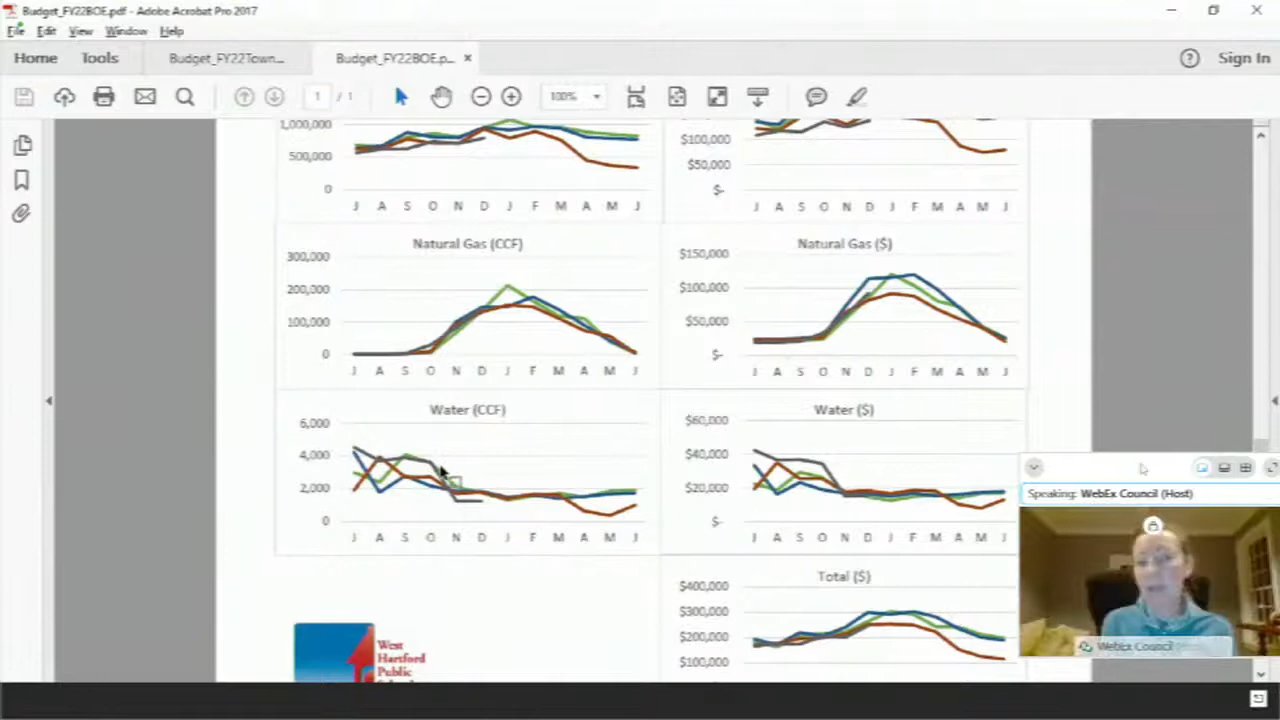 Budget_FY22BOE.pdf - Adobe Acrobat Pro 2017
File Edit View Window Help
Home Tools Budget_FY22Town... Budget_FY22BOE.p... × ? Sign In
1 / 1 100%
1,000,000
500,000
0
J A S O N D J F M A M J
$100,000
$50,000
$-
J A S O N D J F M A M J
Natural Gas (CCF)
300,000
200,000
100,000
0
J A S O N D J F M A M J
Natural Gas ($)
$150,000
$100,000
$50,000
$-
J A S O N D J F M A M J
Water (CCF)
6,000
4,000
2,000
0
J A S O N D J F M A M J
Water ($)
$60,000
$40,000
$20,000
$-
J A S O N D J F M A M J
Total ($)
$400,000
$300,000
$200,000
$100,000
West
Hartford
Public
Speaking: WebEx Council (Host)
WebEx Council